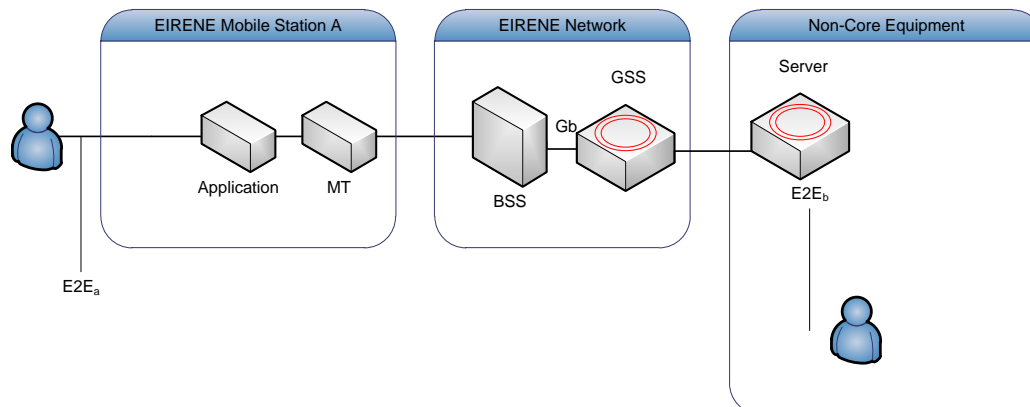 EIRENE Mobile Station A
EIRENE Network
Non-Core Equipment
Server
GSS
Gb
Application
MT
BSS
E2Eb
E2Ea